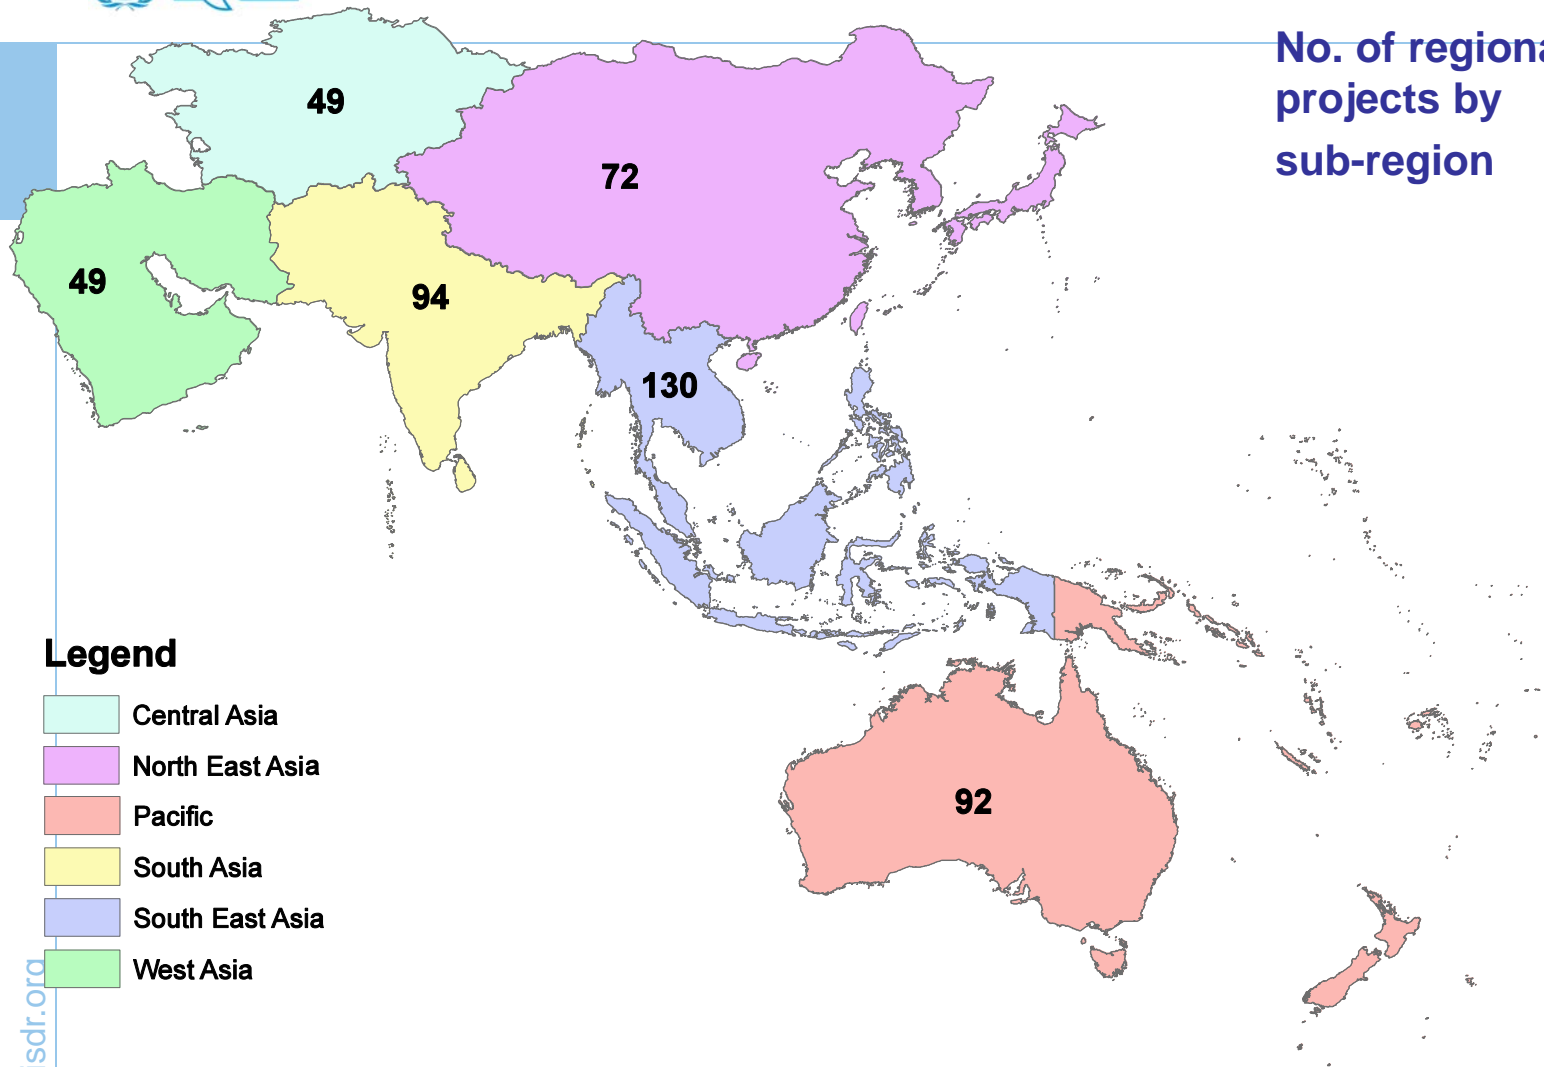 No. of regiona
projects by
sub-region
49
72
49
94
130
92
Legend
Central Asia
North East Asia
Pacific
South Asia
South East Asia
West Asia
isdr.org